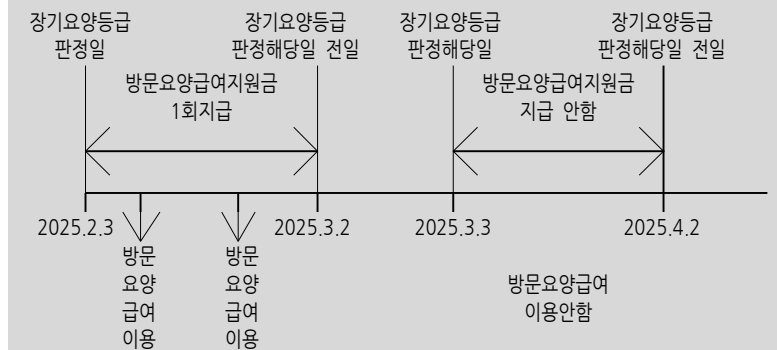 장기요양등급
판정일
장기요양등급
판정해당일 전일
장기요양등급
판정해당일
장기요양등급
판정해당일 전일
방문요양급여지원금
1회지급
방문요양급여지원금
지급 안함
2025.2.3
2025.3.2
2025.3.3
2025.4.2
방문
요양
급여
이용
방문
요양
급여
이용
방문요양급여
이용안함